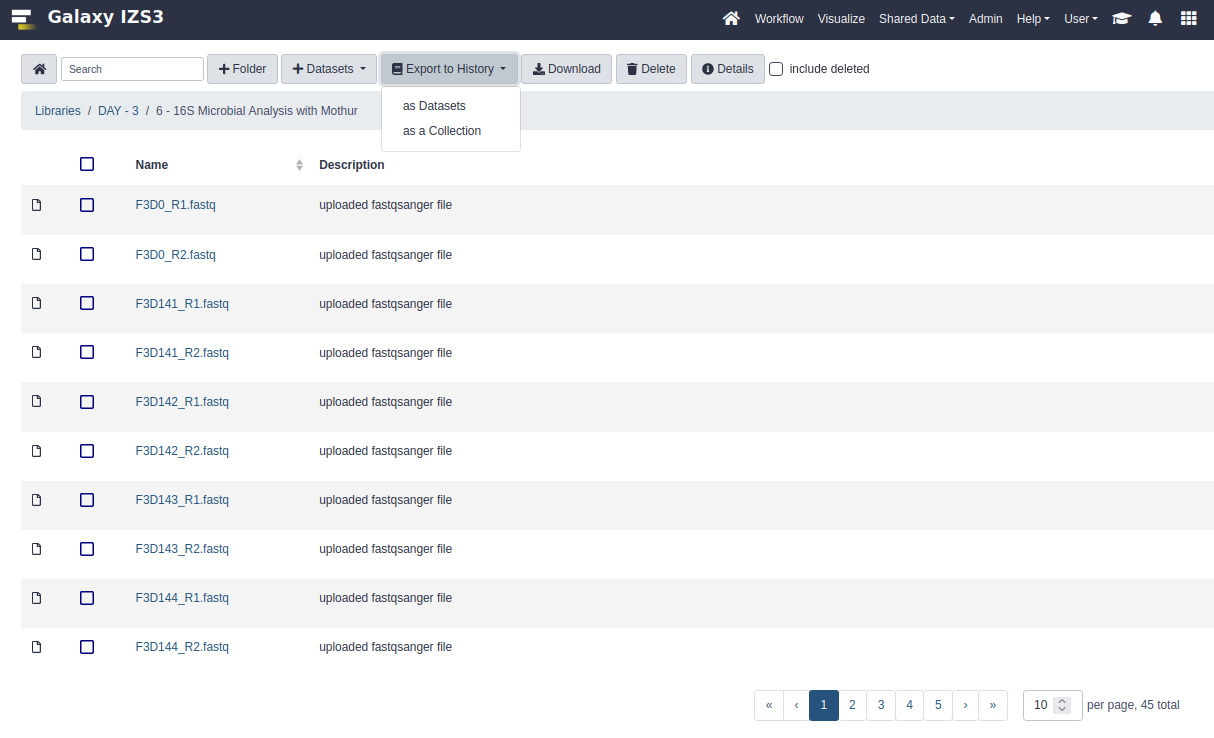 Galaxy IZS3
Workflow Visualize Shared Data Admin Help User
Search Folder Datasets Export to History Download Delete Details include deleted
as Datasets
as a Collection
Libraries / DAY - 3 / 6 - 16S Microbial Analysis with Mothur
Name Description
F3D0_R1.fastq uploaded fastqsanger file
F3D0_R2.fastq uploaded fastqsanger file
F3D141_R1.fastq uploaded fastqsanger file
F3D141_R2.fastq uploaded fastqsanger file
F3D142_R1.fastq uploaded fastqsanger file
F3D142_R2.fastq uploaded fastqsanger file
F3D143_R1.fastq uploaded fastqsanger file
F3D143_R2.fastq uploaded fastqsanger file
F3D144_R1.fastq uploaded fastqsanger file
F3D144_R2.fastq uploaded fastqsanger file
« ‹ 1 2 3 4 5 › » 10 per page, 45 total